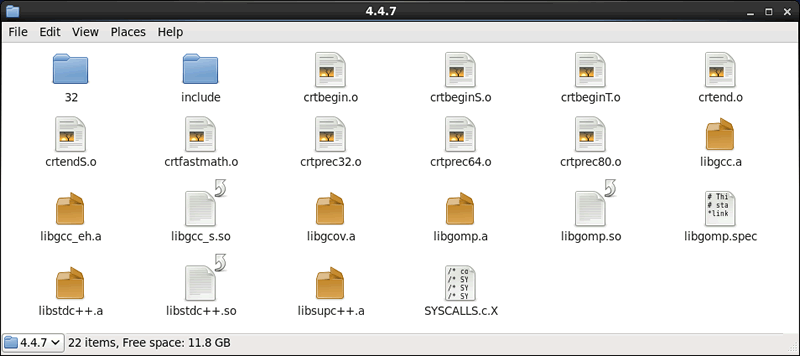 4.4.7
File Edit View Places Help
32 include crtbegin.o crtbeginS.o crtbeginT.o crtend.o
crtendS.o crtfastmath.o crtprec32.o crtprec64.o crtprec80.o libgcc.a
# Thi
# sta
*link
libgcc_eh.a libgcc_s.so libgcov.a libgomp.a libgomp.so libgomp.spec
/* co
/* SY
/* SY
/* SY
libstdc++.a libstdc++.so libsupc++.a SYSCALLS.c.X
4.4.7 22 items, Free space: 11.8 GB